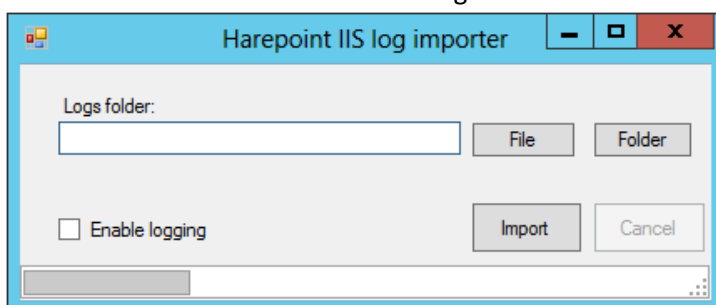 Harepoint IIS log importer
Logs folder:
File Folder
Enable logging Import Cancel